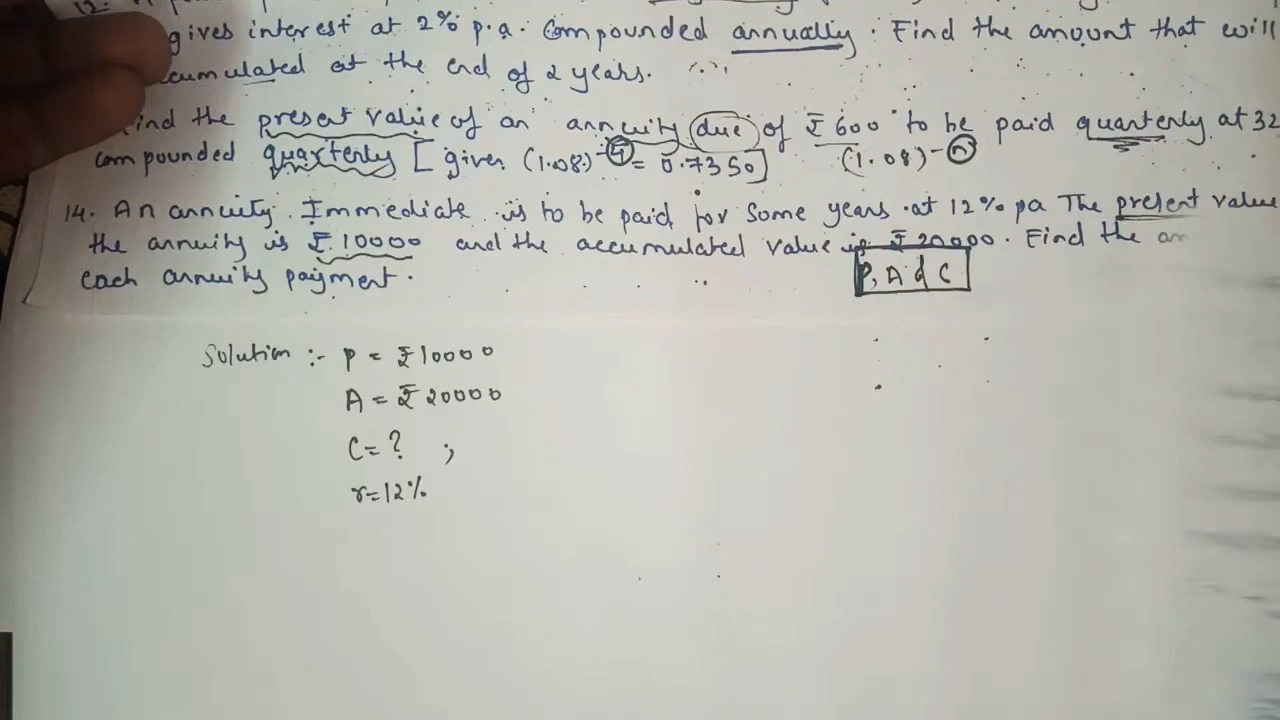 12.
gives interest at 2% p.a. compounded annually. Find the amount that will
cumulated at the end of 2 years.
ind the present value of an annuity due of ₹ 600 to be paid quarterly at 32
compounded quarterly [given (1.08)⁻⁴ = 0.7350] (1.08)⁻ⁿ
14. An annuity Immediate is to be paid for some years at 12% pa The present value
the annuity is ₹ 10000 and the accumulated value is ₹ 20000. Find the am
each annuity payment.
P, A d C
Solution :- P = ₹10000
A = ₹ 20000
C = ? ;
r=12%